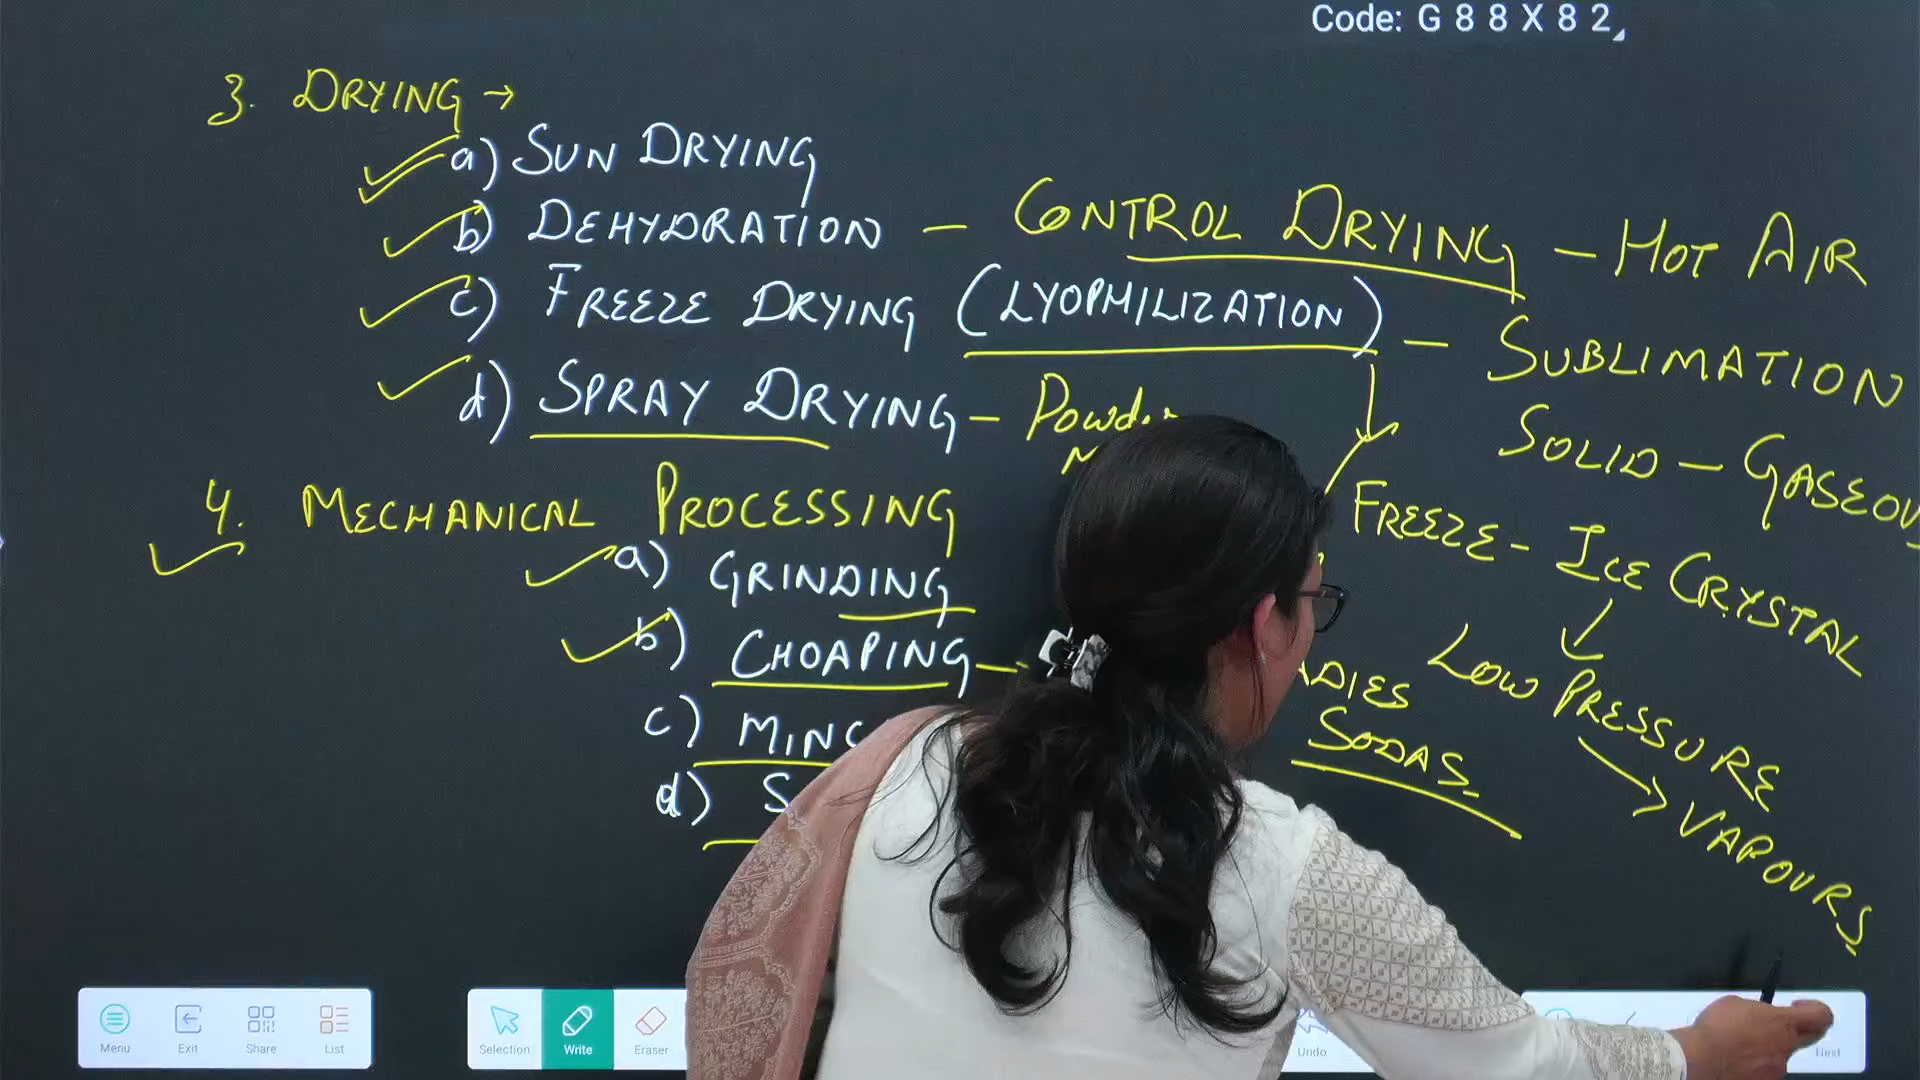 Code: G 8 8 X 8 2
3. DRYING →
a) SUN DRYING
b) DEHYDRATION — CONTROL DRYING — HOT AIR
c) FREEZE DRYING (LYOPHILIZATION) — SUBLIMATION
SOLID — GASEOU
d) SPRAY DRYING —
FREEZE - ICE CRYSTAL
LOW PRESSURE
→ VAPOURS
4. MECHANICAL PROCESSING
a) GRINDING
b) CHOAPING —
SODAS
c) MINC
d) S
Menu Exit Share List Selection Write Eraser Undo Next